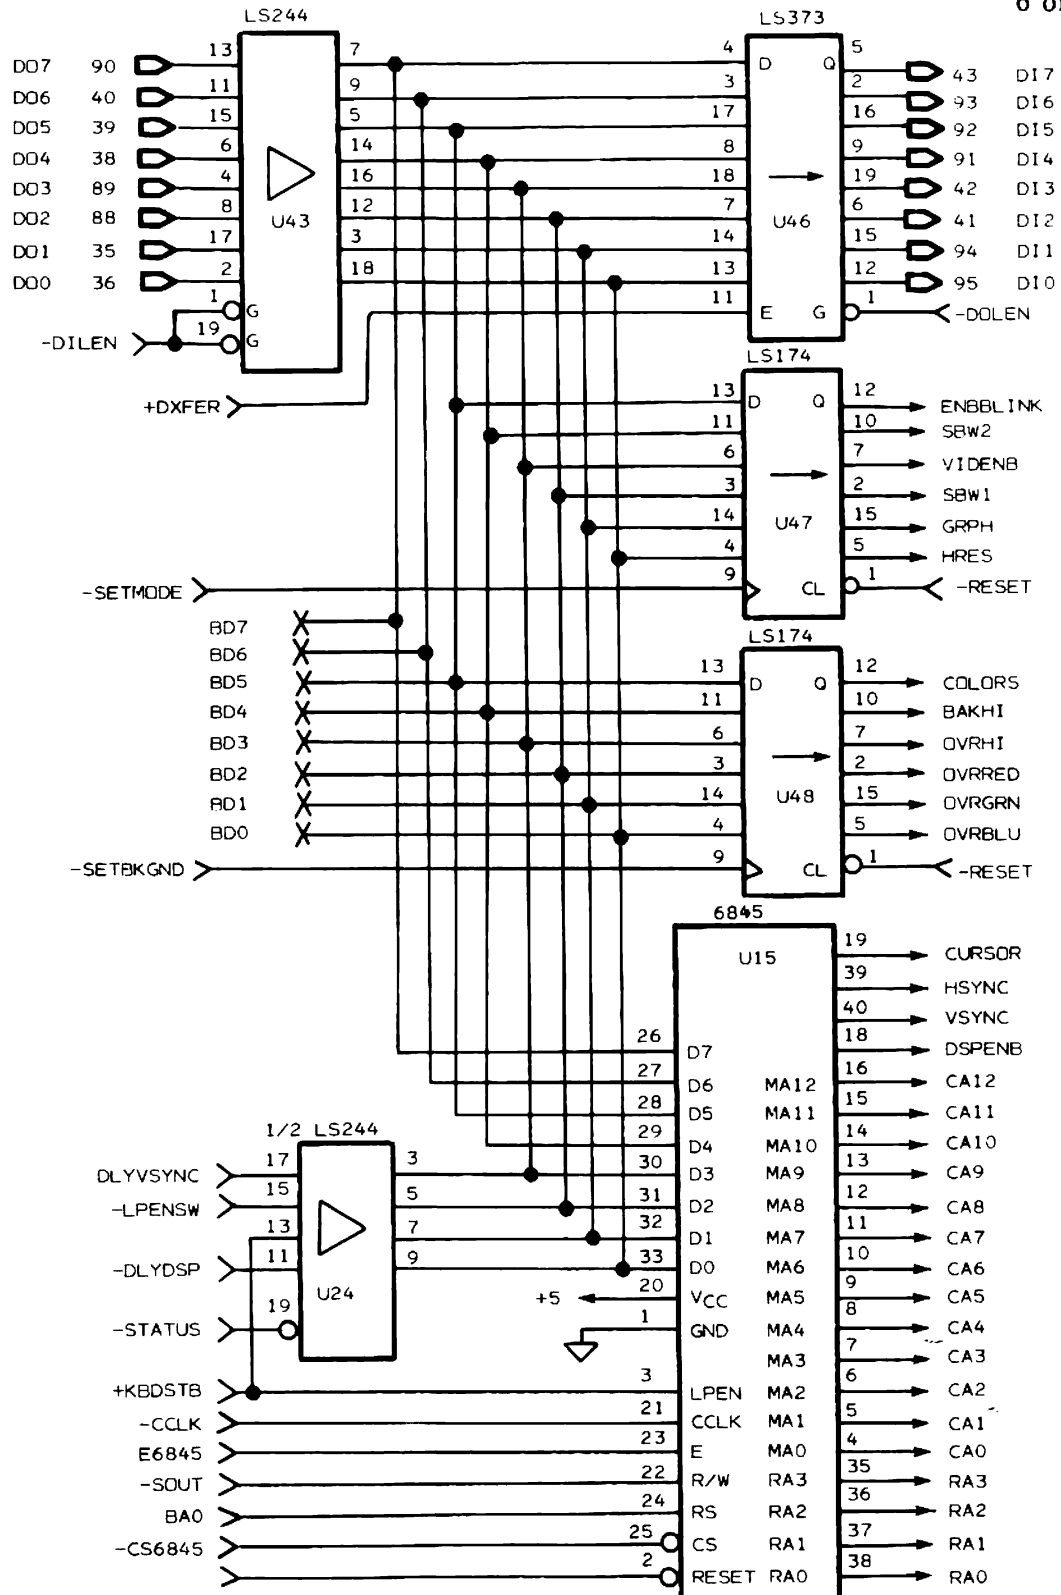 6 of
LS244 LS373
DO7 90 13 7 4 D Q 5 43 DI7
DO6 40 11 9 3 2 93 DI6
DO5 39 15 5 17 16 92 DI5
DO4 38 6 14 8 9 91 DI4
DO3 89 4 16 18 19 42 DI3
DO2 88 8 U43 12 7 U46 6 41 DI2
DO1 35 17 3 14 15 94 DI1
DO0 36 2 18 13 12 95 DI0
1 G 11 E G 1 -DOLEN
-DILEN 19 G
LS174
+DXFER 13 D Q 12 ENBBLINK
11 10 SBW2
6 7 VIDENB
3 2 SBW1
14 U47 15 GRPH
4 5 HRES
-SETMODE 9 CL 1 -RESET
BD7 LS174
BD6
BD5 13 D Q 12 COLORS
BD4 11 10 BAKHI
BD3 6 7 OVRHI
BD2 3 2 OVRRED
BD1 14 U48 15 OVRGRN
BD0 4 5 OVRBLU
-SETBKGND 9 CL 1 -RESET
6845
U15 19 CURSOR
39 HSYNC
40 VSYNC
26 D7 18 DSPENB
27 D6 MA12 16 CA12
28 D5 MA11 15 CA11
1/2 LS244 29 D4 MA10 14 CA10
DLYVSYNC 17 3 30 D3 MA9 13 CA9
-LPENSW 15 5 31 D2 MA8 12 CA8
13 7 32 D1 MA7 11 CA7
-DLYDSP 11 9 33 D0 MA6 10 CA6
U24 +5 20 VCC MA5 9 CA5
-STATUS 19 1 GND MA4 8 CA4
MA3 7 CA3
+KBDSTB 3 LPEN MA2 6 CA2
-CCLK 21 CCLK MA1 5 CA1
E6845 23 E MA0 4 CA0
-SOUT 22 R/W RA3 35 RA3
BA0 24 RS RA2 36 RA2
-CS6845 25 CS RA1 37 RA1
2 RESET RA0 38 RA0